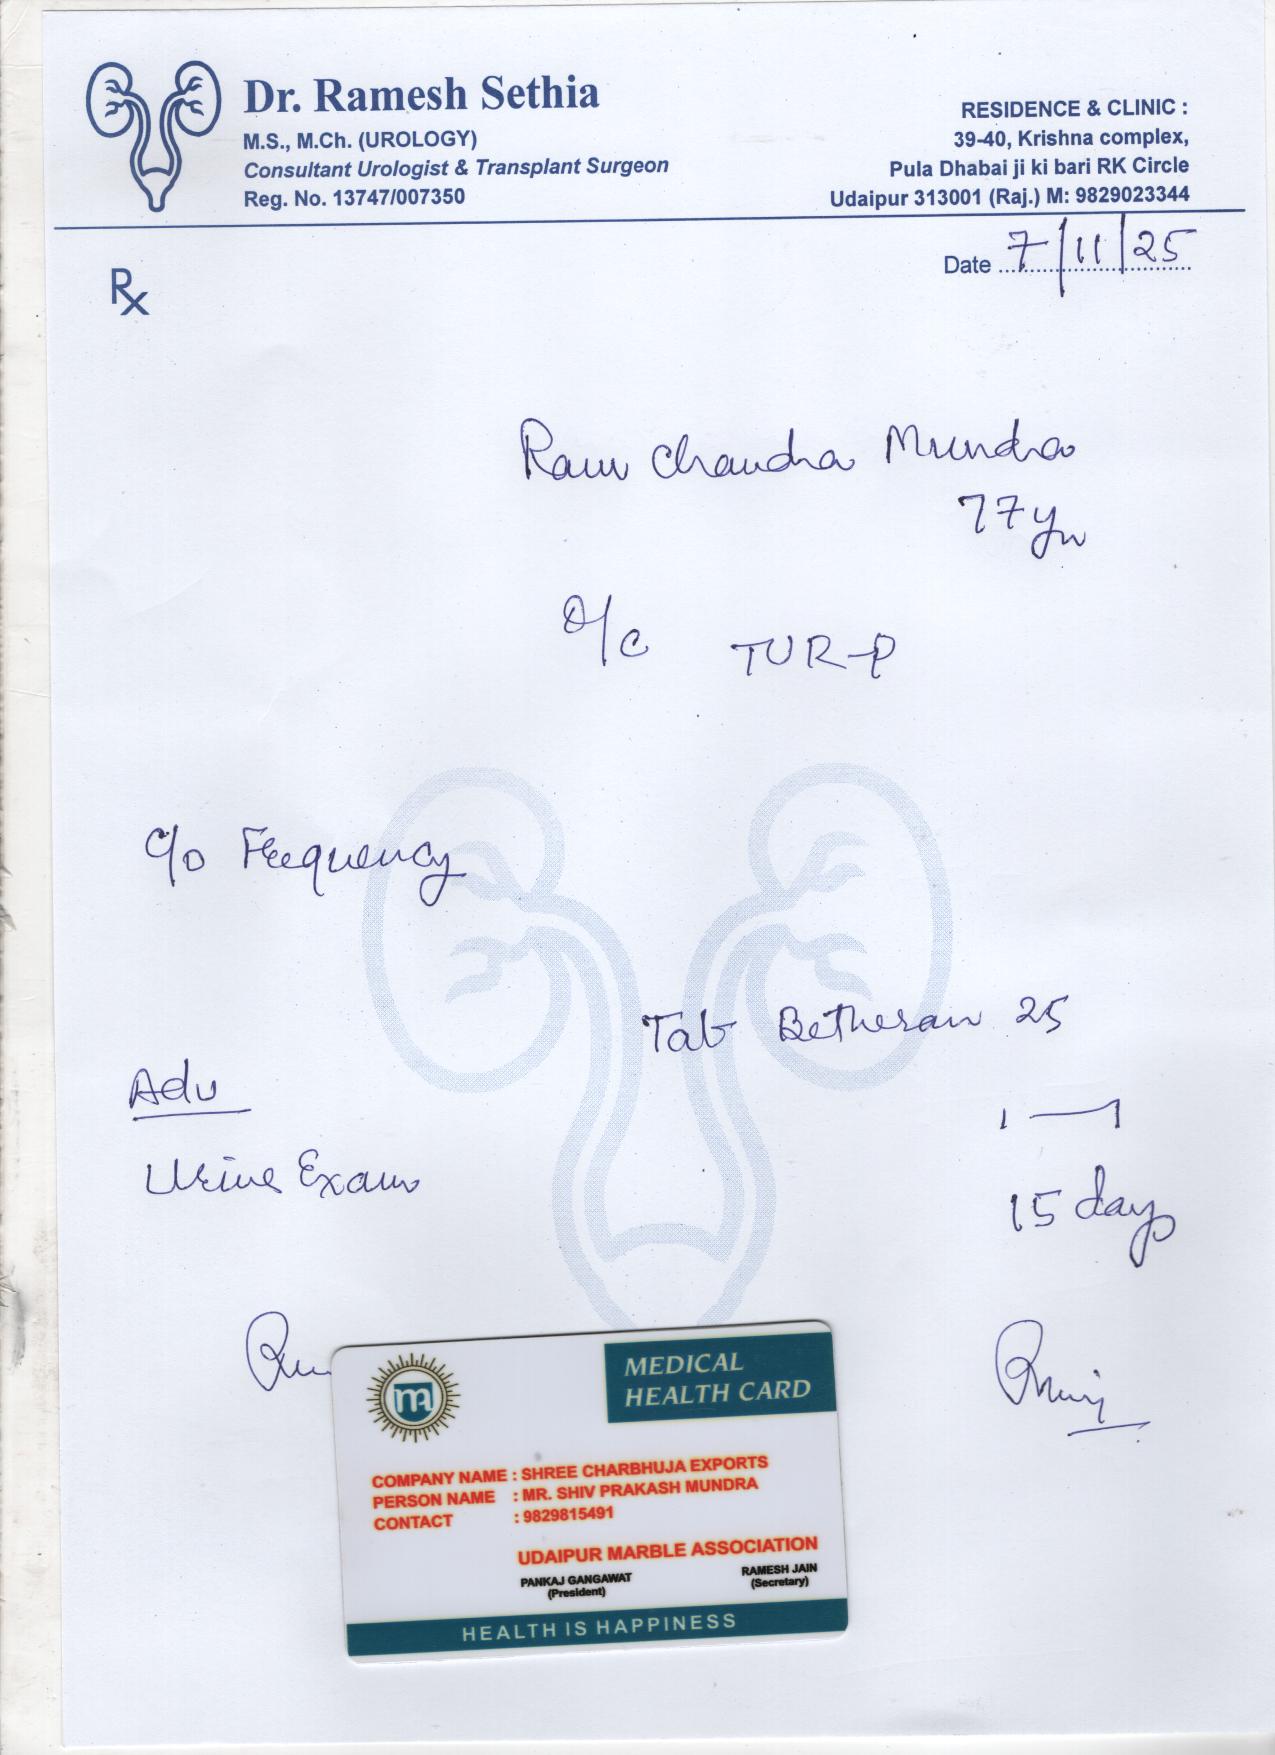 Dr. Ramesh Sethia
M.S., M.Ch. (UROLOGY)
Consultant Urologist & Transplant Surgeon
Reg. No. 13747/007350
RESIDENCE & CLINIC :
39-40, Krishna complex,
Pula Dhabai ji ki bari RK Circle
Udaipur 313001 (Raj.) M: 9829023344
Date 7/11/25
Rx
Ram Chandra Mundra
77 yr
O/c TUR-P
C/o Frequency
Tab Betheran 25
Adv
1 — 1
Urine Exam
15 days
MEDICAL
HEALTH CARD
COMPANY NAME : SHREE CHARBHUJA EXPORTS
PERSON NAME : MR. SHIV PRAKASH MUNDRA
CONTACT : 9829815491
UDAIPUR MARBLE ASSOCIATION
PANKAJ GANGAWAT
(President)
RAMESH JAIN
(Secretary)
HEALTH IS HAPPINESS